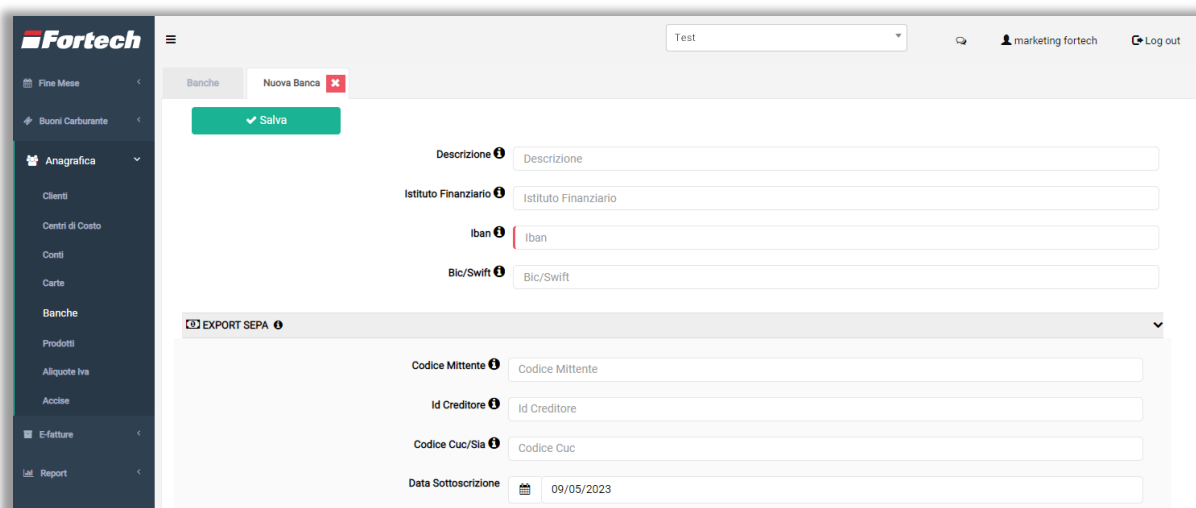 Fortech
Test
marketing fortech
Log out
Fine Mese
Banche
Nuova Banca
Buoni Carburante
Salva
Anagrafica
Descrizione
Descrizione
Clienti
Istituto Finanziario
Istituto Finanziario
Centri di Costo
Iban
Iban
Conti
Bic/Swift
Bic/Swift
Carte
Banche
EXPORT SEPA
Prodotti
Codice Mittente
Codice Mittente
Aliquote Iva
Accise
Id Creditore
Id Creditore
E-fatture
Codice Cuc/Sia
Codice Cuc
Report
Data Sottoscrizione
09/05/2023